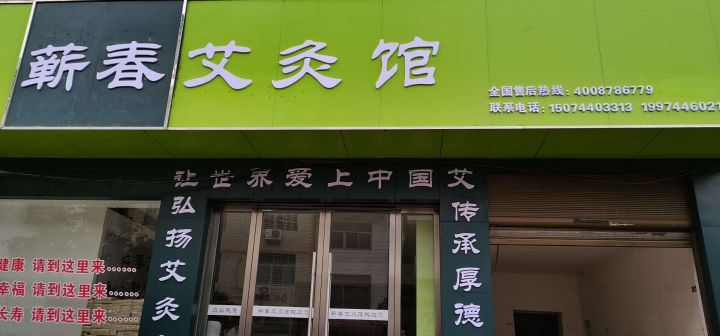 蕲春艾灸馆
全国售后热线：4008786779
联系电话：15074403313 1997446021
让世界爱上中国艾
弘扬艾灸
传承厚德
健康 请到这里来……
幸福 请到这里来……
长寿 请到这里来……